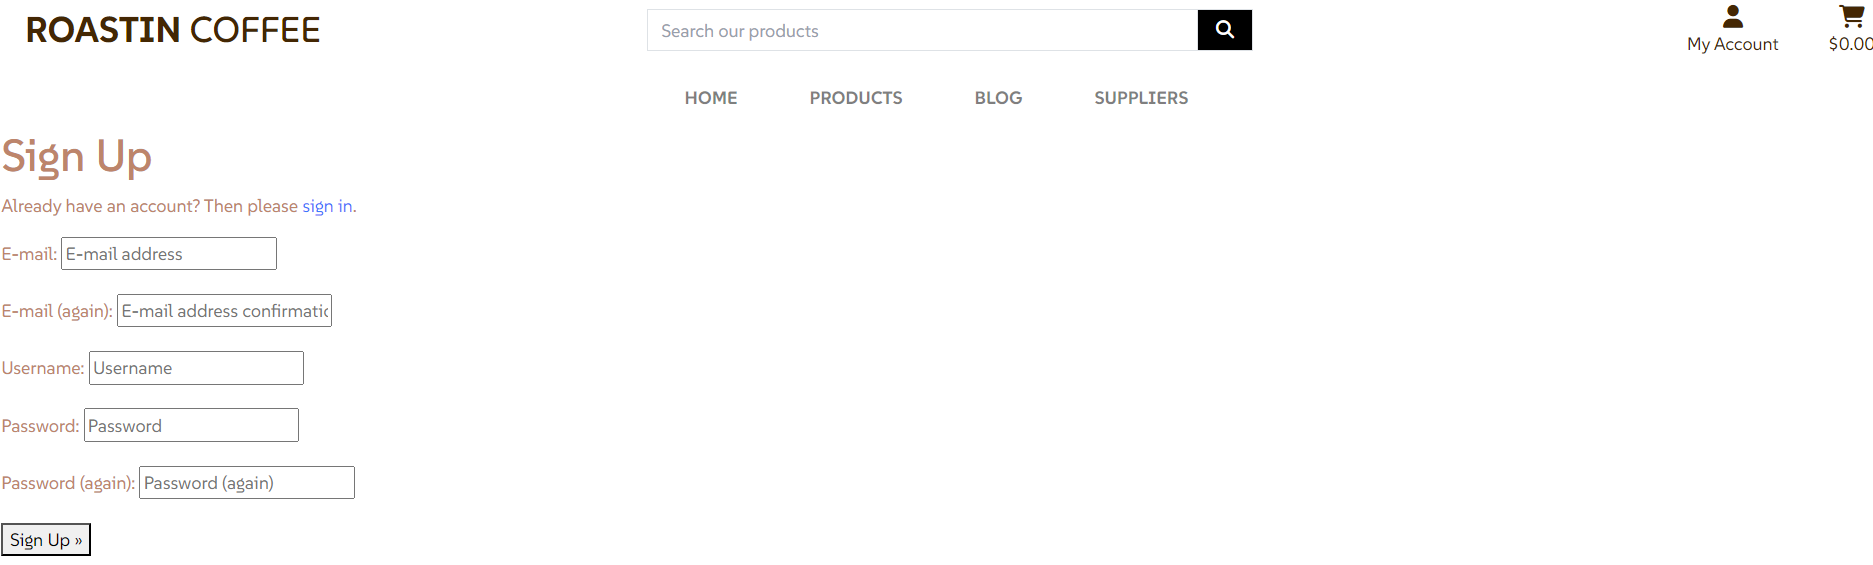 ROASTIN COFFEE
Search our products
My Account
$0.00
HOME PRODUCTS BLOG SUPPLIERS
Sign Up
Already have an account? Then please sign in.
E-mail: E-mail address
E-mail (again): E-mail address confirmatic
Username: Username
Password: Password
Password (again): Password (again)
Sign Up »